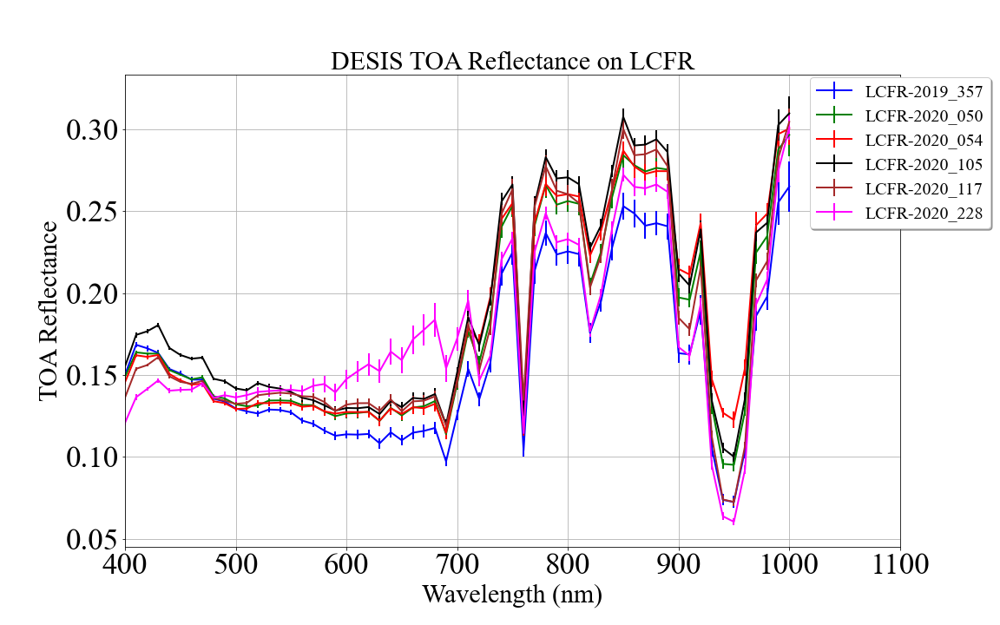 DESIS TOA Reflectance on LCFR
LCFR-2019_357
LCFR-2020_050
LCFR-2020_054
LCFR-2020_105
LCFR-2020_117
LCFR-2020_228
TOA Reflectance
0.30
0.25
0.20
0.15
0.10
0.05
400 500 600 700 800 900 1000 1100
Wavelength (nm)